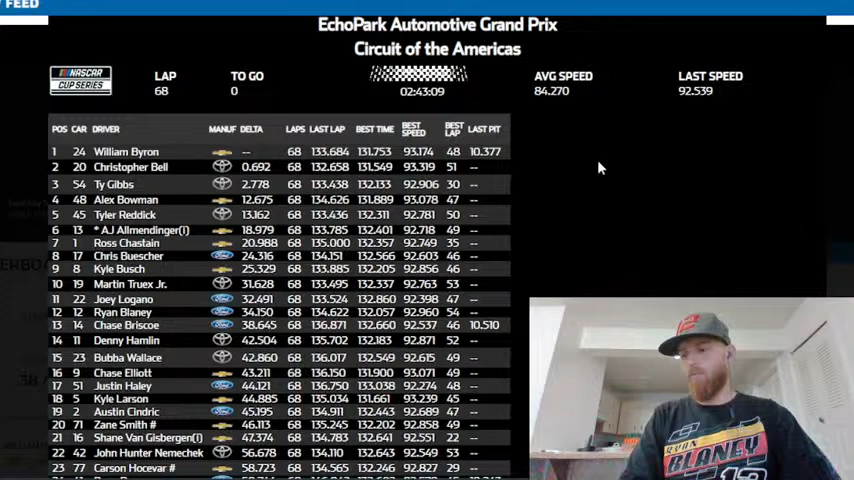 FEED
EchoPark Automotive Grand Prix
Circuit of the Americas
NASCAR CUP SERIES LAP TO GO AVG SPEED LAST SPEED
68 0 02:43:09 84.270 92.539
POS CAR DRIVER MANUF DELTA LAPS LAST LAP BEST TIME BEST SPEED BEST LAP LAST PIT
1 24 William Byron -- 68 133.684 131.753 93.174 48 10.377
2 20 Christopher Bell 0.692 68 132.658 131.549 93.319 51 --
3 54 Ty Gibbs 2.778 68 133.438 132.133 92.906 30 --
4 48 Alex Bowman 12.675 68 134.626 131.889 93.078 47 --
5 45 Tyler Reddick 13.162 68 133.436 132.311 92.781 50 --
6 13 * AJ Allmendinger(i) 18.979 68 133.785 132.401 92.718 49 --
7 1 Ross Chastain 20.988 68 135.000 132.357 92.749 35 --
8 17 Chris Buescher 24.316 68 134.151 132.566 92.603 46 --
9 8 Kyle Busch 25.329 68 133.885 132.205 92.856 46 --
10 19 Martin Truex Jr. 31.628 68 133.495 132.337 92.763 53 --
11 22 Joey Logano 32.491 68 133.524 132.860 92.398 47 --
12 12 Ryan Blaney 34.150 68 134.622 132.057 92.960 54 --
13 14 Chase Briscoe 38.645 68 136.871 132.660 92.537 46 10.510
14 11 Denny Hamlin 42.504 68 135.702 132.183 92.871 52 --
15 23 Bubba Wallace 42.860 68 136.017 132.549 92.615 49 --
16 9 Chase Elliott 43.211 68 136.150 131.900 93.071 49 --
17 51 Justin Haley 44.121 68 136.750 133.038 92.274 48 --
18 5 Kyle Larson 44.885 68 135.034 131.661 93.239 45 --
19 2 Austin Cindric 45.195 68 134.911 132.443 92.689 47 --
20 71 Zane Smith # 46.113 68 135.245 132.202 92.858 49 --
21 16 Shane Van Gisbergen(i) 47.374 68 134.783 132.641 92.551 22 --
22 42 John Hunter Nemechek 56.678 68 134.110 132.643 92.549 53 --
23 77 Carson Hocevar # 58.723 68 134.565 132.246 92.827 29 --
RYAN
BLANEY
12